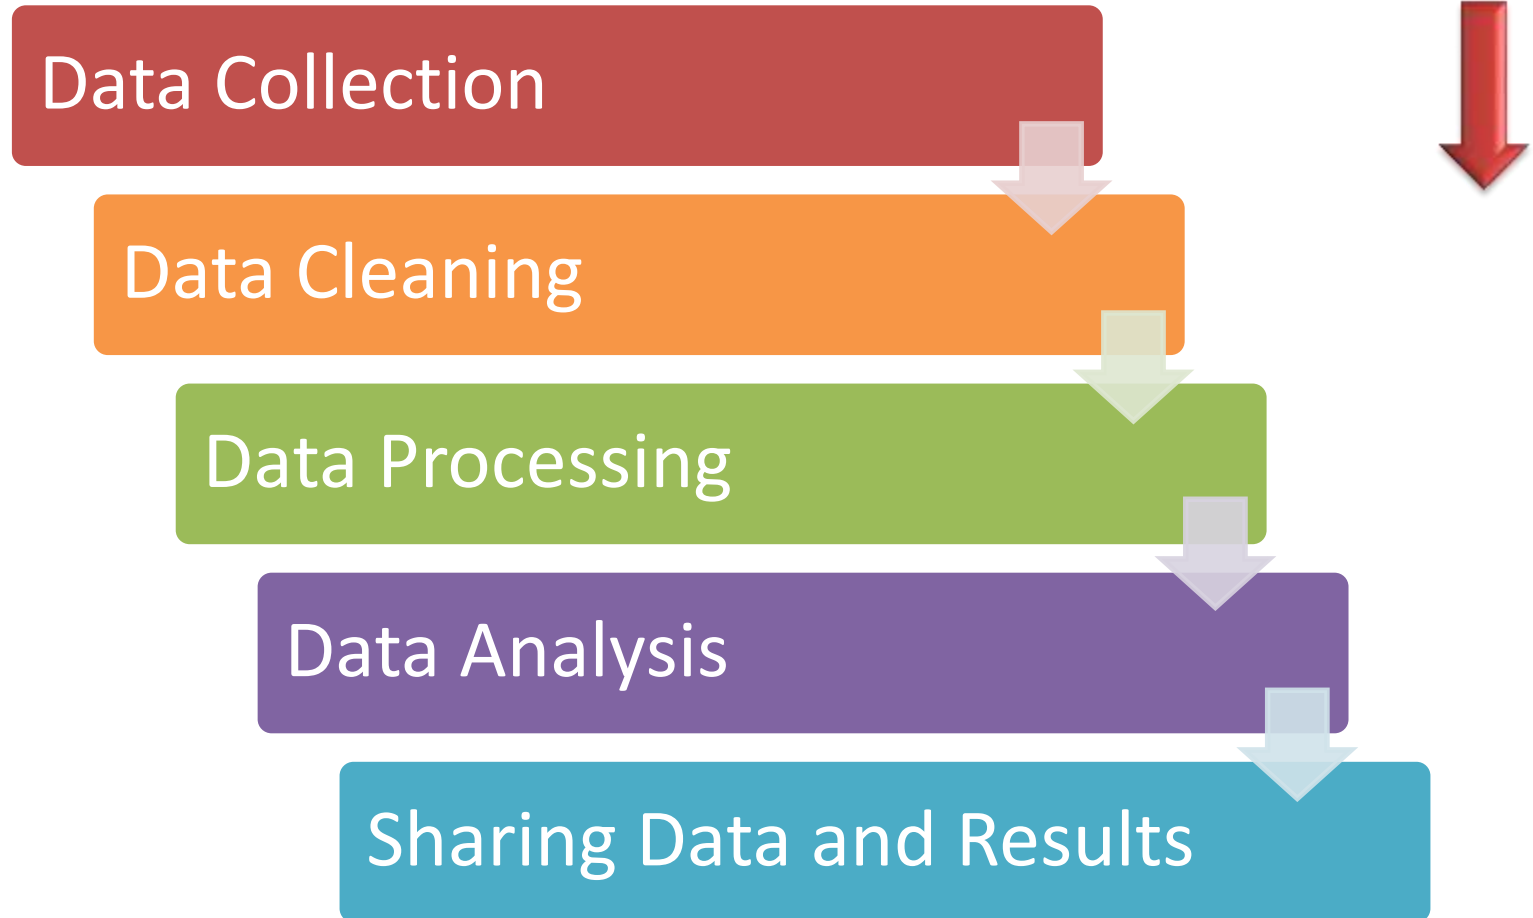 Data Collection
Data Cleaning
Data Processing
Data Analysis
Sharing Data and Results